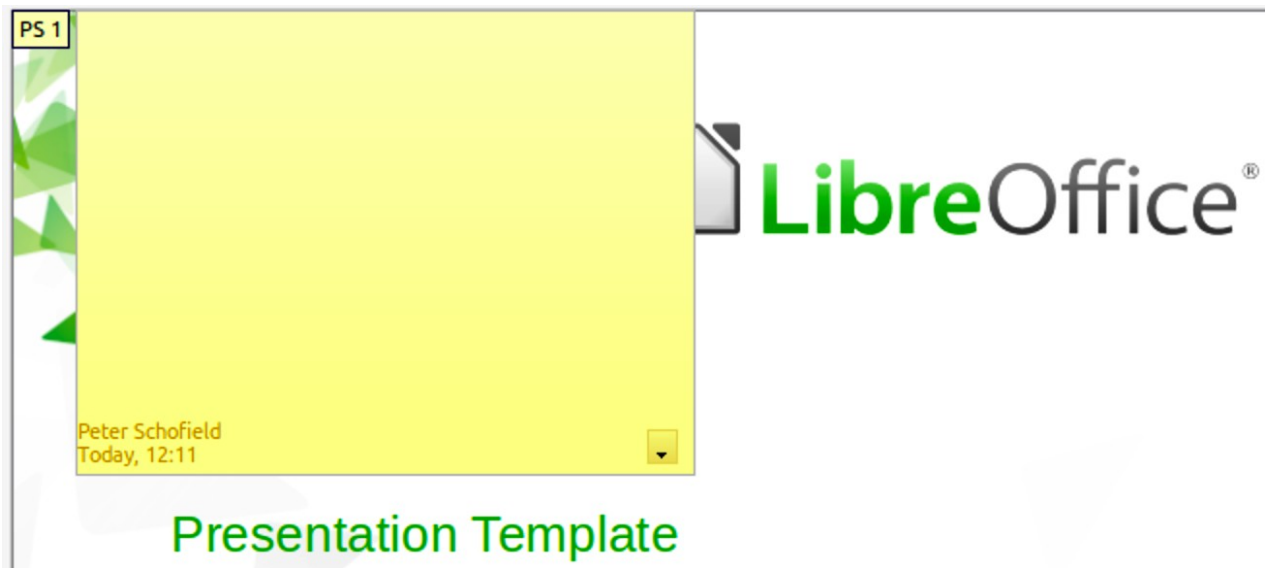 PS 1
LibreOffice®
Peter Schofield
Today, 12:11
Presentation Template